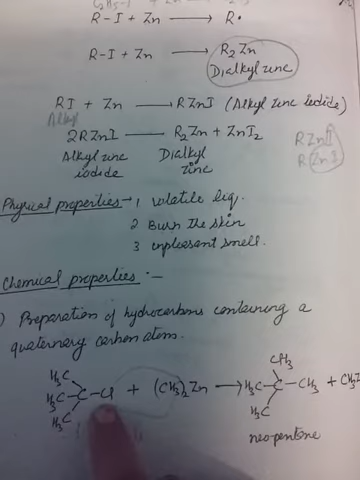 R-I + Zn → R•
R-I + Zn → R₂Zn
Dialkyl zinc
RI + Zn → RZnI (Alkyl zinc iodide)
Alkyl
2RZnI — R₂Zn + ZnI₂
RZnI
R ZnI
Alkyl zinc Dialkyl
iodide zinc
Physical properties - 1 Volatile liq.
2 Burn the skin
3 unpleasant smell.
Chemical properties :-
) Preparation of hydrocarbons containing a
quaternary carbon atom.
H₃C CH₃
H₃C-C-Cl + (CH₃)₂Zn → H₃C-C-CH₃ + CH₃Z
H₃C H₃C
neo-pentane